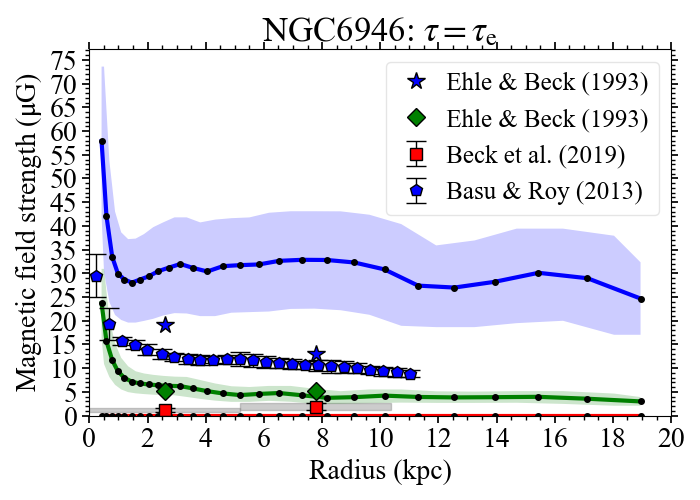 NGC6946: τ = τe
Magnetic field strength (μG)
75
70
65
60
55
50
45
40
35
30
25
20
15
10
5
0
Ehle & Beck (1993)
Ehle & Beck (1993)
Beck et al. (2019)
Basu & Roy (2013)
0 2 4 6 8 10 12 14 16 18 20
Radius (kpc)